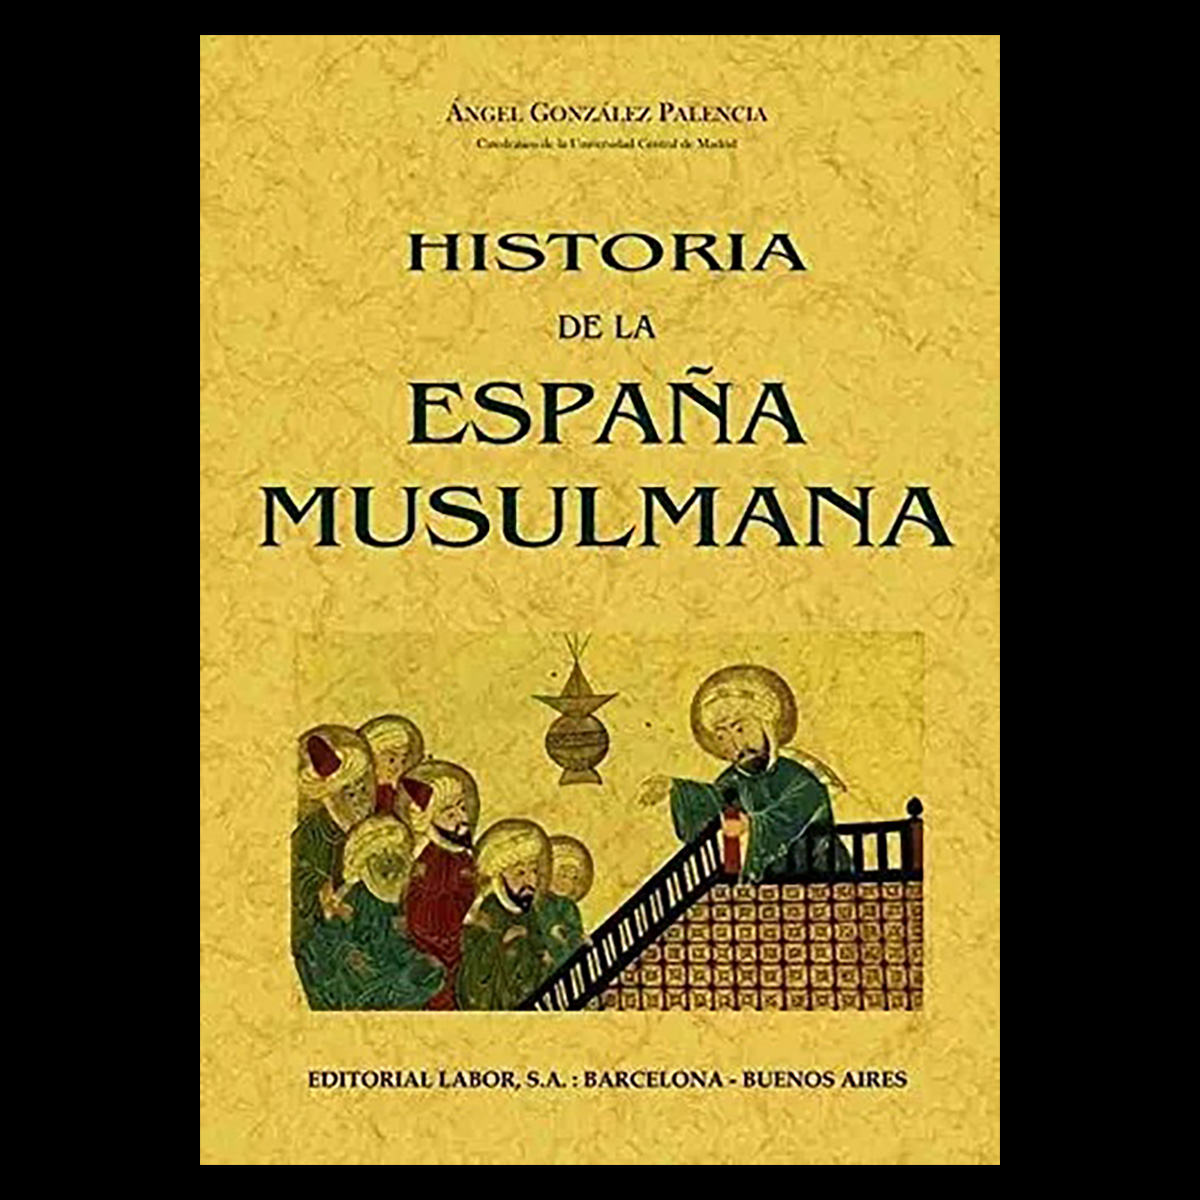 ÁNGEL GONZÁLEZ PALENCIA
Catedrático de la Universidad Central de Madrid
HISTORIA
DE LA
ESPAÑA
MUSULMANA
EDITORIAL LABOR, S.A. : BARCELONA - BUENOS AIRES